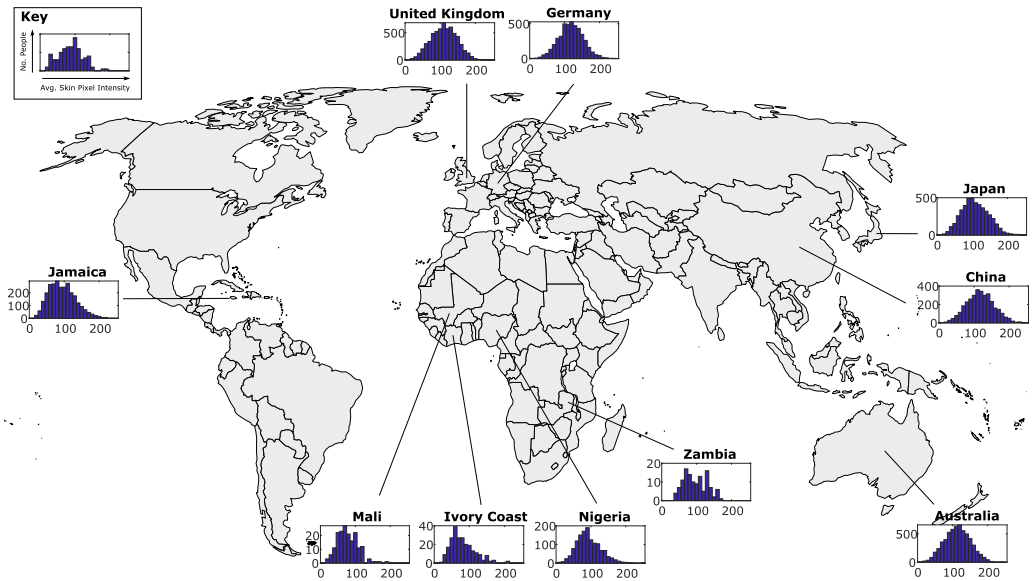 Key
No. People
Avg. Skin Pixel Intensity
United Kingdom
500
0
0 100 200
Germany
500
0
0 100 200
Japan
500
0
0 100 200
Jamaica
200
100
0
0 100 200
China
400
200
0
0 100 200
Zambia
20
10
0
0 100 200
Mali
20
10
0
0 100 200
Ivory Coast
40
20
0
0 100 200
Nigeria
200
100
0
0 100 200
Australia
500
0
0 100 200